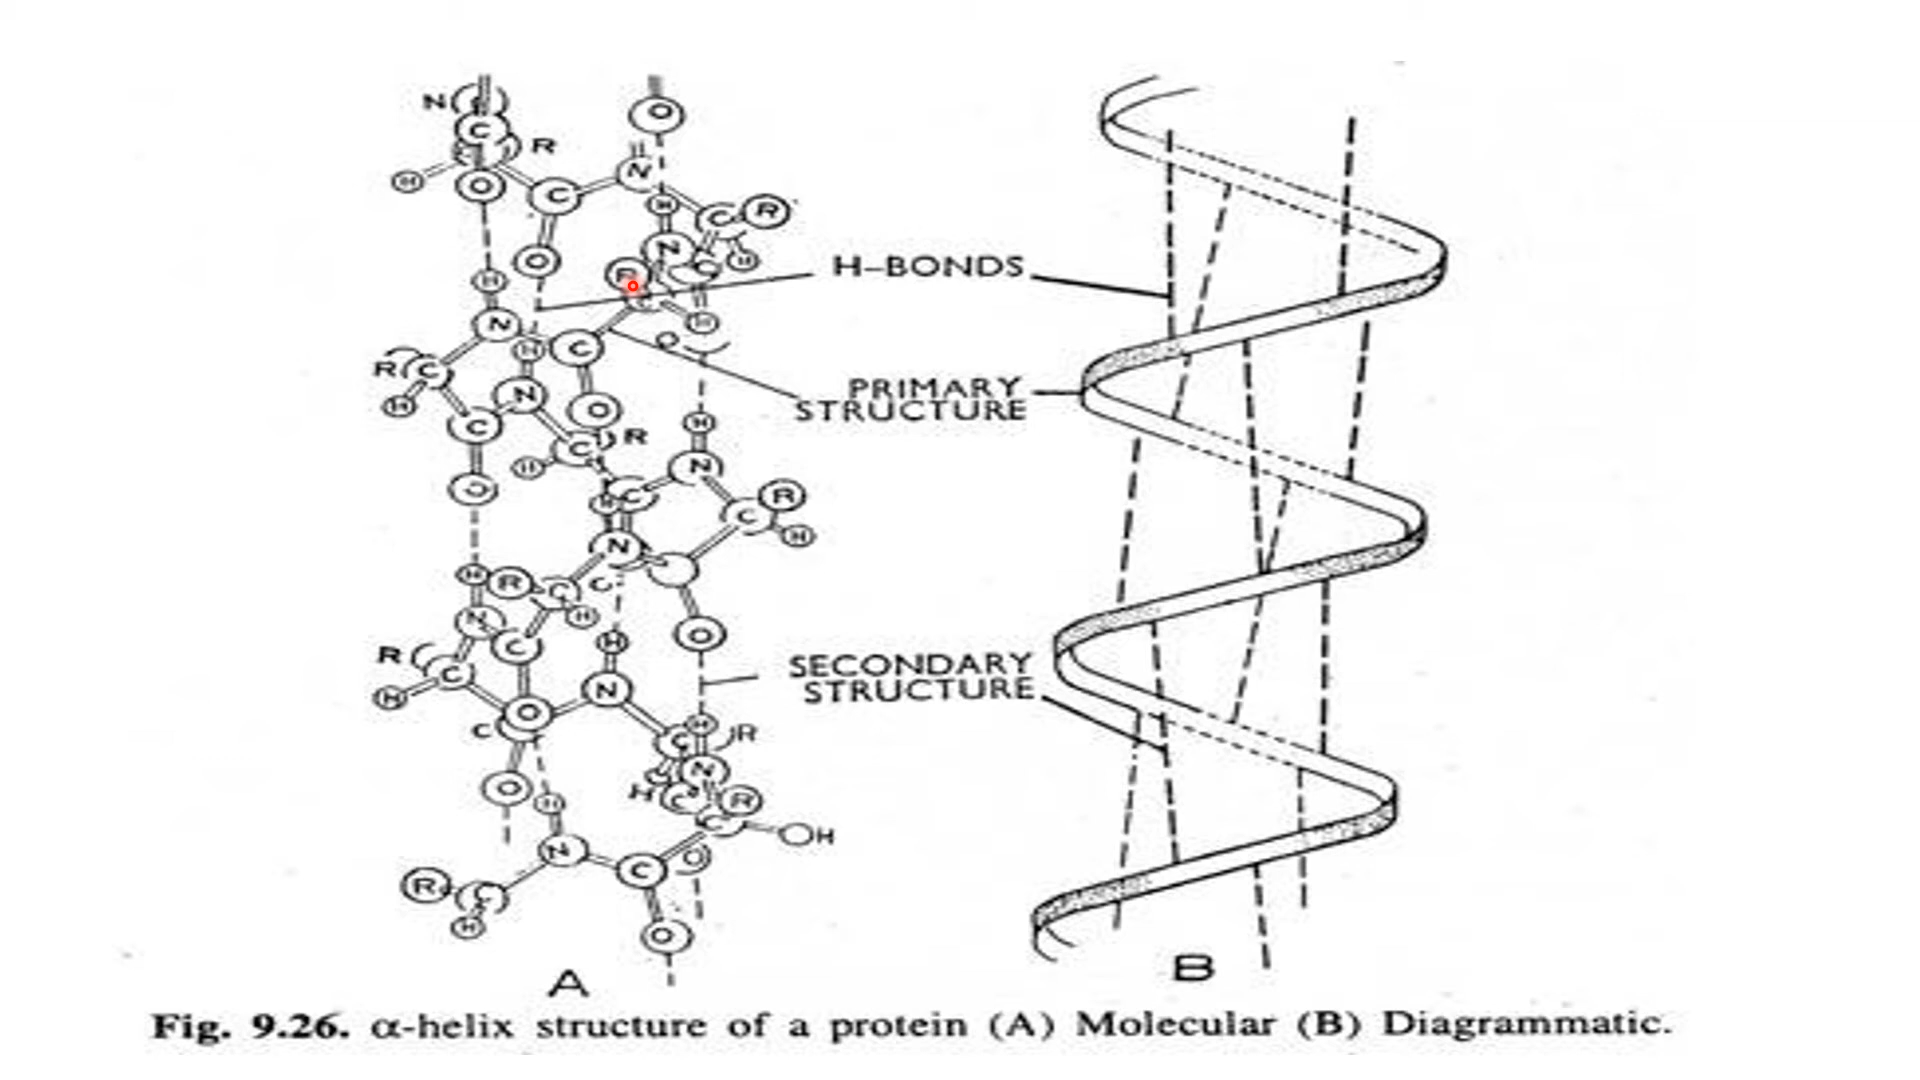 H-BONDS
PRIMARY
STRUCTURE
SECONDARY
STRUCTURE
A
B
Fig. 9.26. α-helix structure of a protein (A) Molecular (B) Diagrammatic.